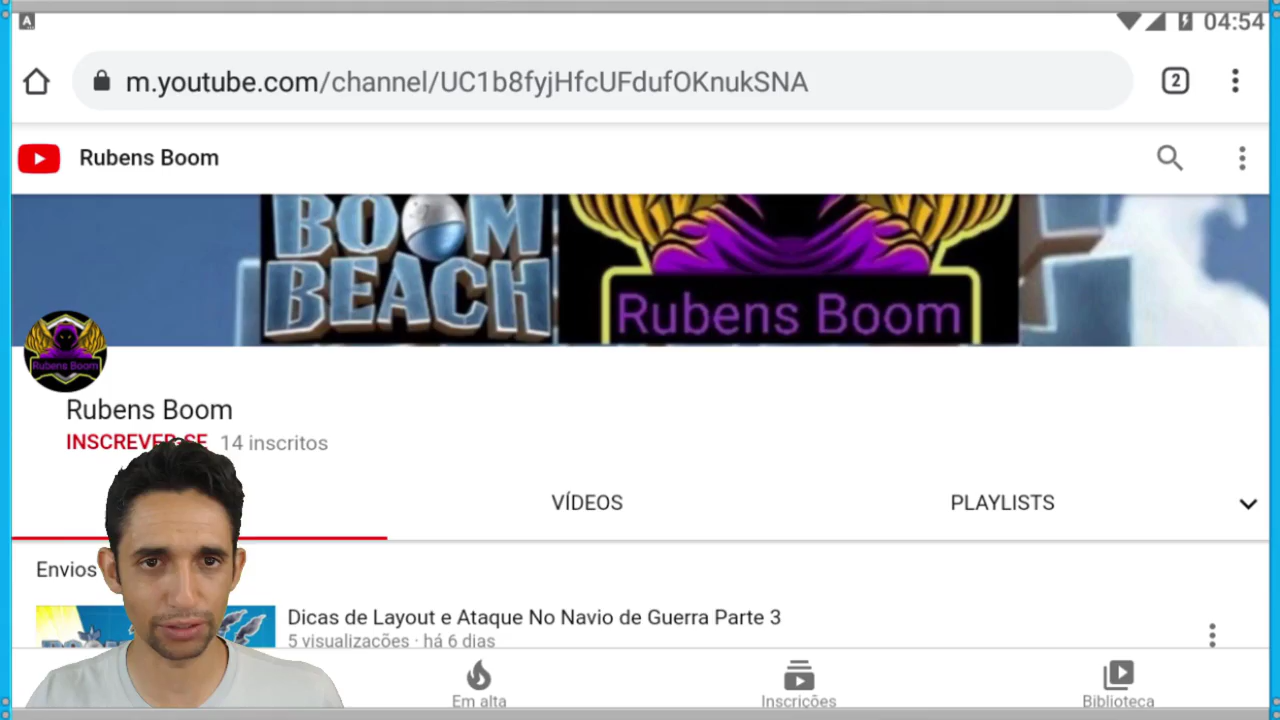 A
04:54
m.youtube.com/channel/UC1b8fyjHfcUFdufOKnukSNA
2
Rubens Boom
BOOM
BEACH
Rubens Boom
Rubens Boom
Rubens Boom
INSCREVER-SE 14 inscritos
VÍDEOS
PLAYLISTS
Envios
Dicas de Layout e Ataque No Navio de Guerra Parte 3
5 visualizações · há 6 dias
Em alta
Inscrições
Biblioteca